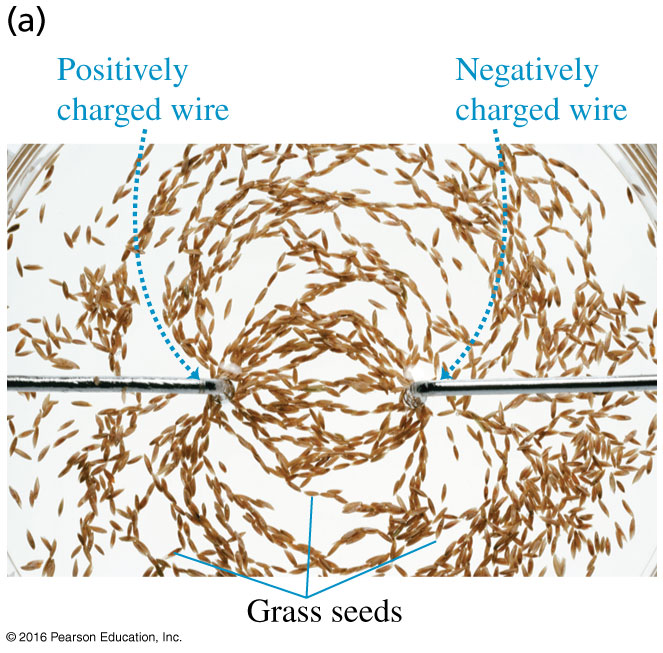 (a)
Positively
charged wire
Negatively
charged wire
Grass seeds
© 2016 Pearson Education, Inc.